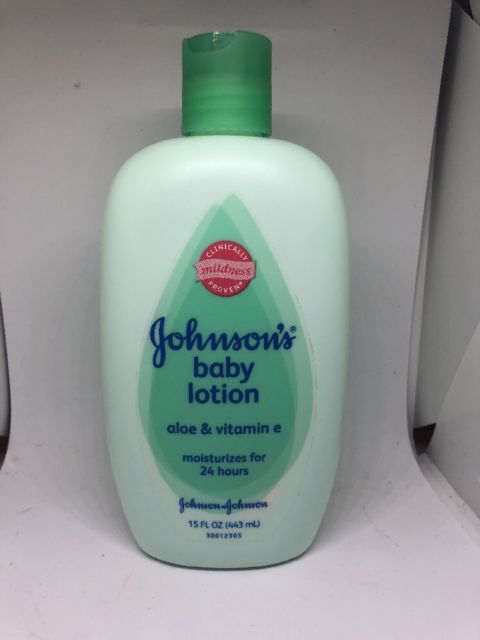 CLINICALLY
mildness
PROVEN®
Johnson's®
baby
lotion
aloe & vitamin e
moisturizes for
24 hours
Johnson & Johnson
15 FL OZ (443 mL)
30012303